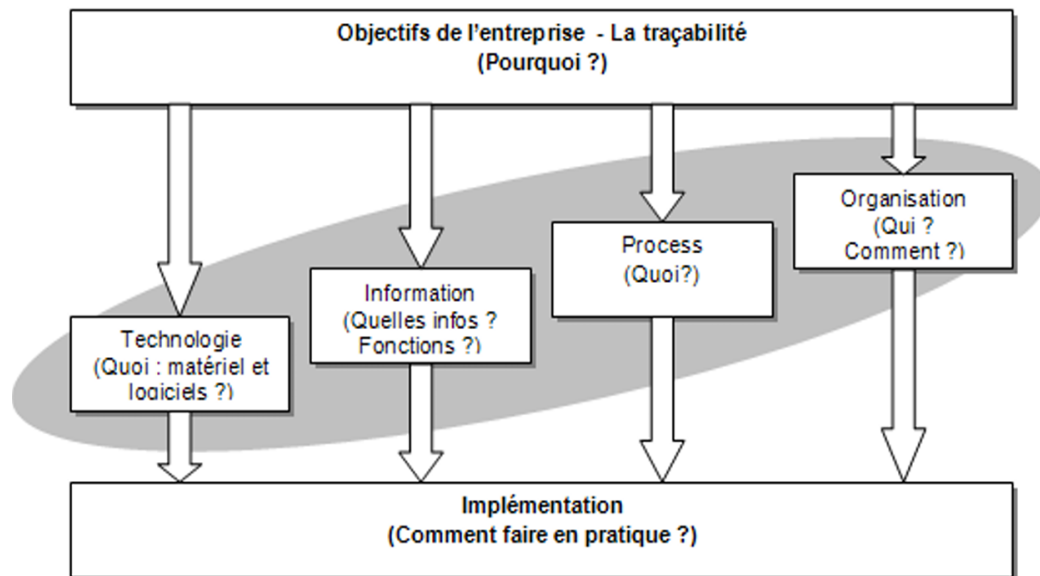 Objectifs de l'entreprise - La traçabilité
(Pourquoi ?)
Organisation
(Qui ?
Comment ?)
Process
(Quoi?)
Information
(Quelles infos ?
Fonctions ?)
Technologie
(Quoi : matériel et
logiciels ?)
Implémentation
(Comment faire en pratique ?)